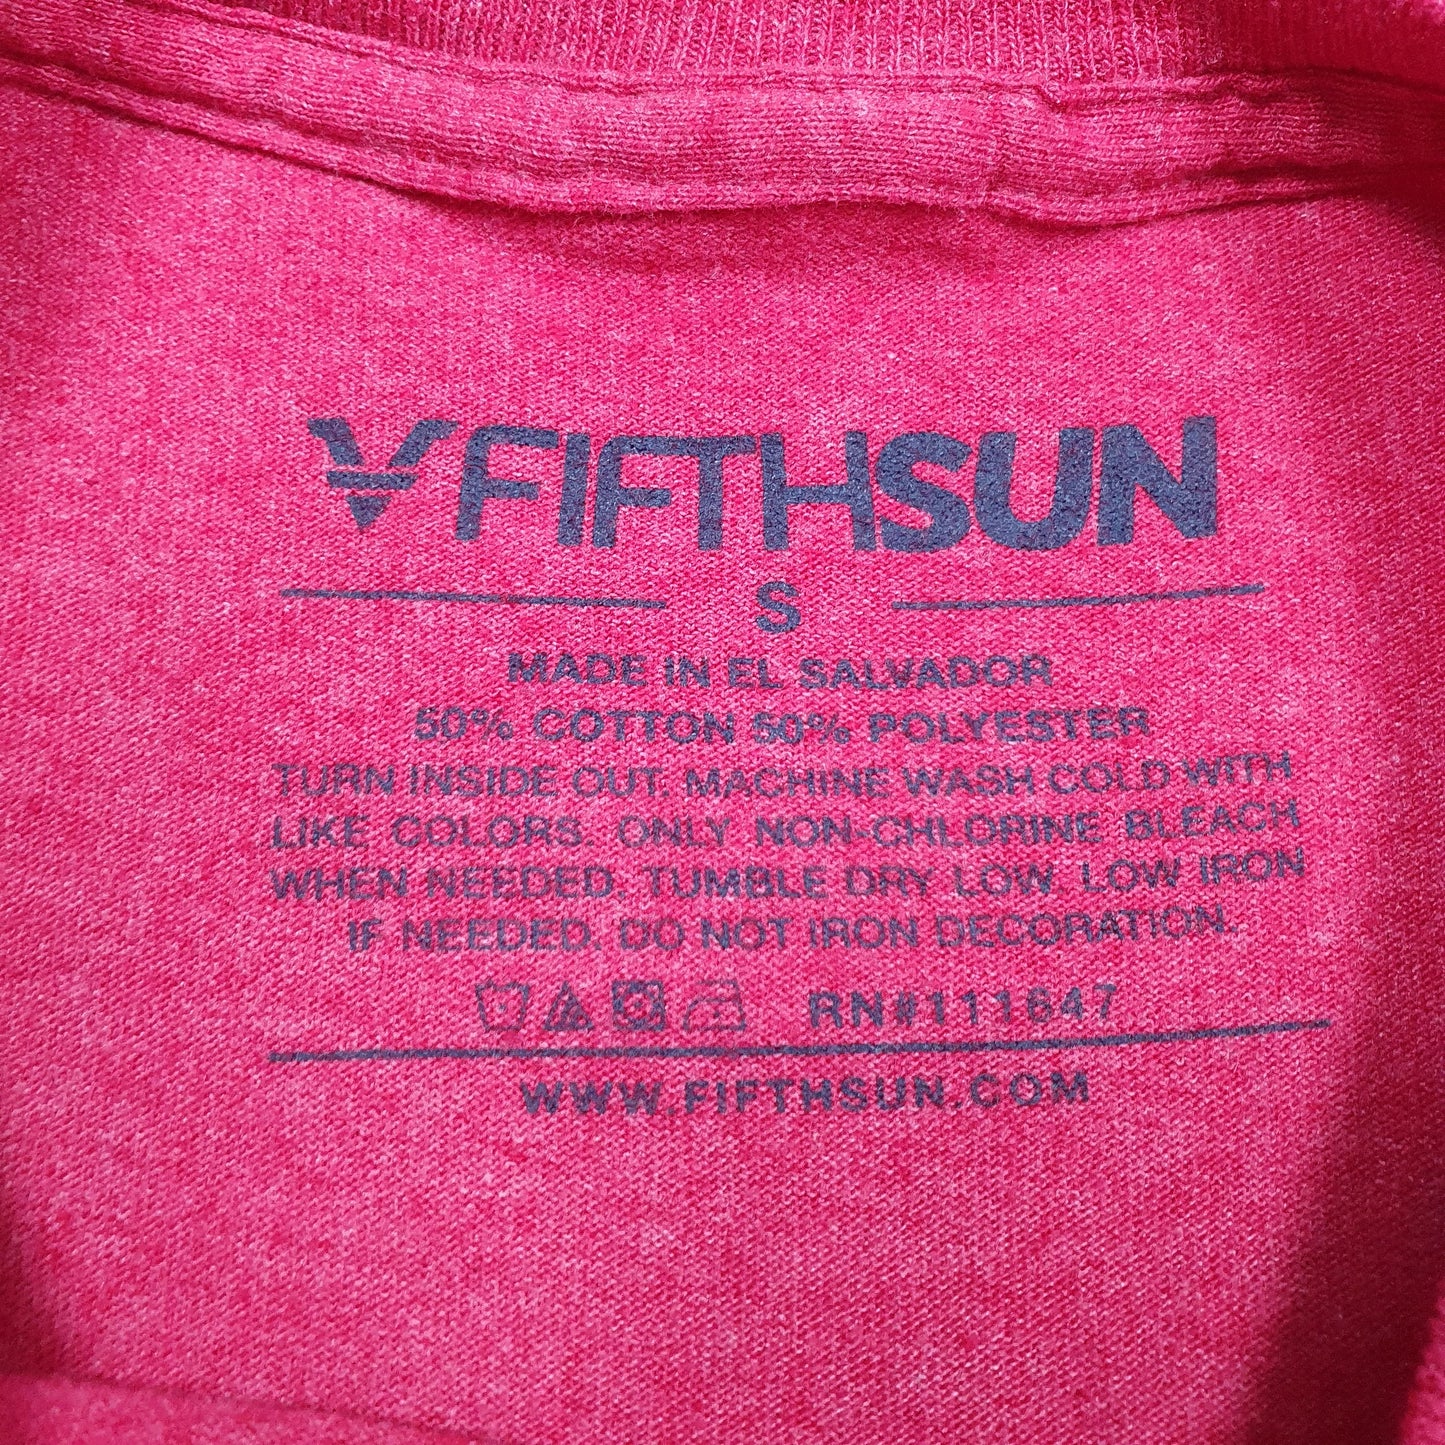 FIFTHSUN
S
MADE IN EL SALVADOR
50% COTTON 50% POLYESTER
TURN INSIDE OUT. MACHINE WASH COLD WITH
LIKE COLORS. ONLY NON-CHLORINE BLEACH
WHEN NEEDED. TUMBLE DRY LOW. LOW IRON
IF NEEDED. DO NOT IRON DECORATION.
RN#111647
WWW.FIFTHSUN.COM